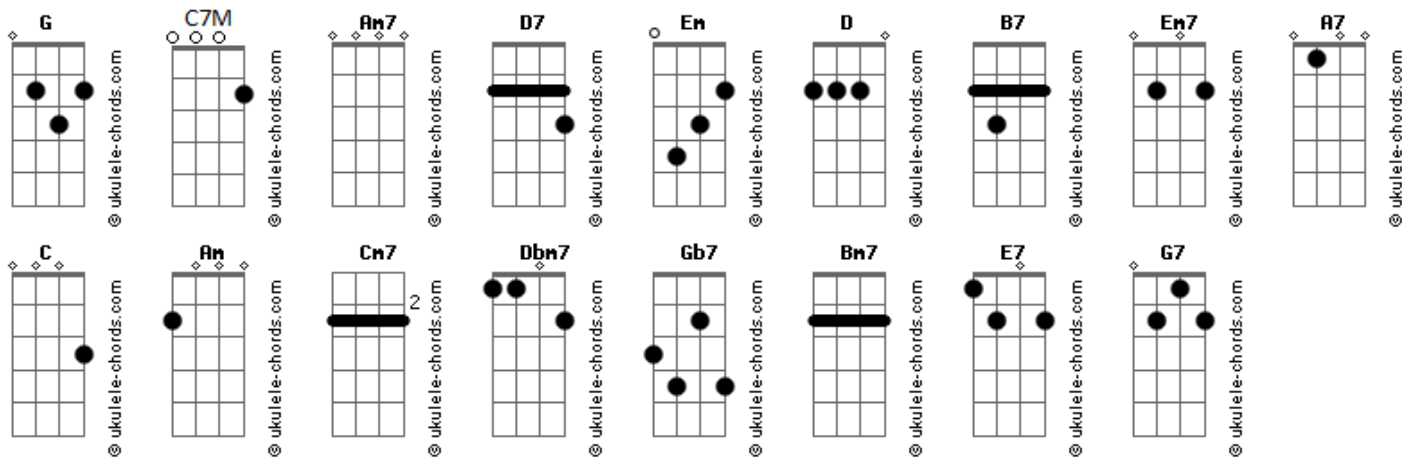 G C7M Am7 D7 Em D B7 Em7 A7
© ukulele-chords.com © ukulele-chords.com © ukulele-chords.com © ukulele-chords.com © ukulele-chords.com © ukulele-chords.com © ukulele-chords.com © ukulele-chords.com © ukulele-chords.com
C Am Cm7 Dbm7 Gb7 Bm7 E7 G7
2
© ukulele-chords.com © ukulele-chords.com © ukulele-chords.com © ukulele-chords.com © ukulele-chords.com © ukulele-chords.com © ukulele-chords.com © ukulele-chords.com